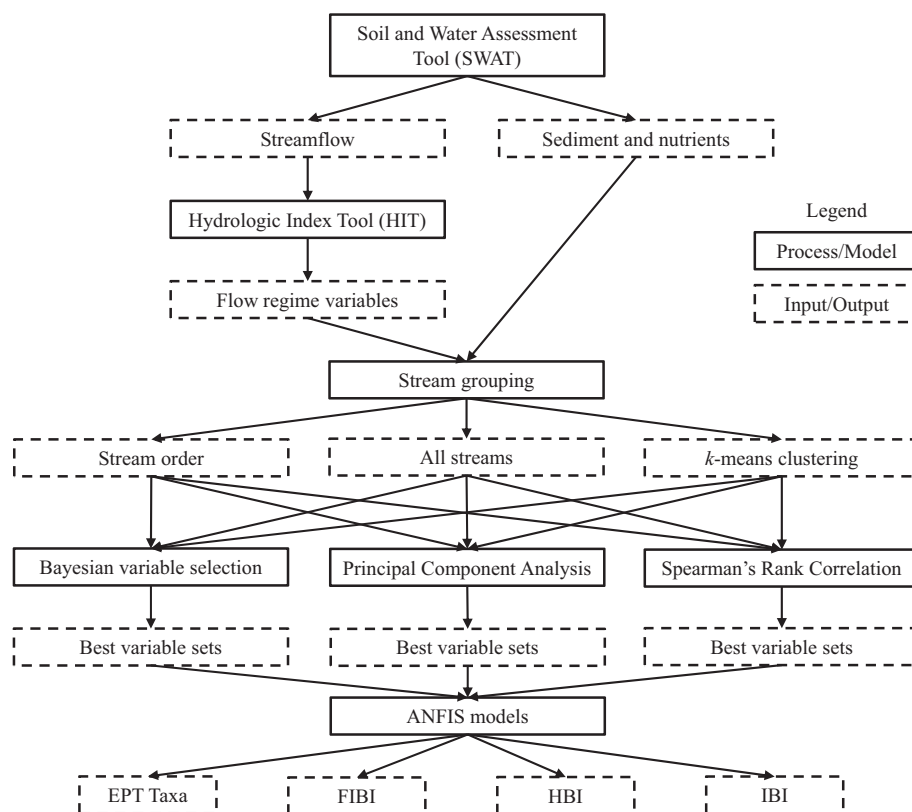 Soil and Water Assessment
Tool (SWAT)
Streamflow
Sediment and nutrients
Hydrologic Index Tool (HIT)
Legend
Process/Model
Flow regime variables
Input/Output
Stream grouping
Stream order
All streams
k-means clustering
Bayesian variable selection
Principal Component Analysis
Spearman’s Rank Correlation
Best variable sets
Best variable sets
Best variable sets
ANFIS models
EPT Taxa
FIBI
HBI
IBI